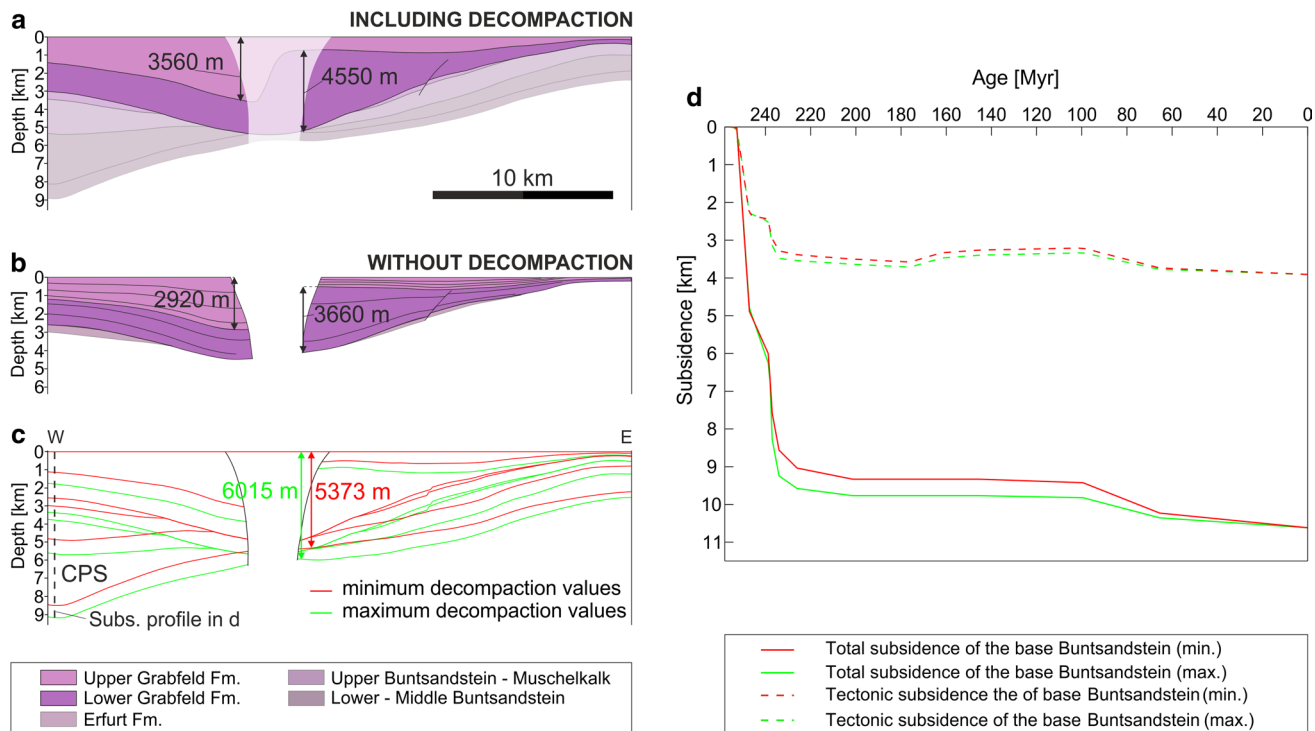 a
INCLUDING DECOMPACTION
Depth [km]
0
1
2
3
4
5
6
7
8
9
3560 m
4550 m
10 km
b
WITHOUT DECOMPACTION
Depth [km]
0
1
2
3
4
5
6
2920 m
3660 m
c
W
E
Depth [km]
0
1
2
3
4
5
6
7
8
9
6015 m
5373 m
CPS
Subs. profile in d
minimum decompaction values
maximum decompaction values
Upper Grabfeld Fm.
Lower Grabfeld Fm.
Erfurt Fm.
Upper Buntsandstein - Muschelkalk
Lower - Middle Buntsandstein
d
Age [Myr]
240 220 200 180 160 140 120 100 80 60 40 20 0
Subsidence [km]
0
1
2
3
4
5
6
7
8
9
10
11
Total subsidence of the base Buntsandstein (min.)
Total subsidence of the base Buntsandstein (max.)
Tectonic subsidence the of base Buntsandstein (min.)
Tectonic subsidence of the base Buntsandstein (max.)